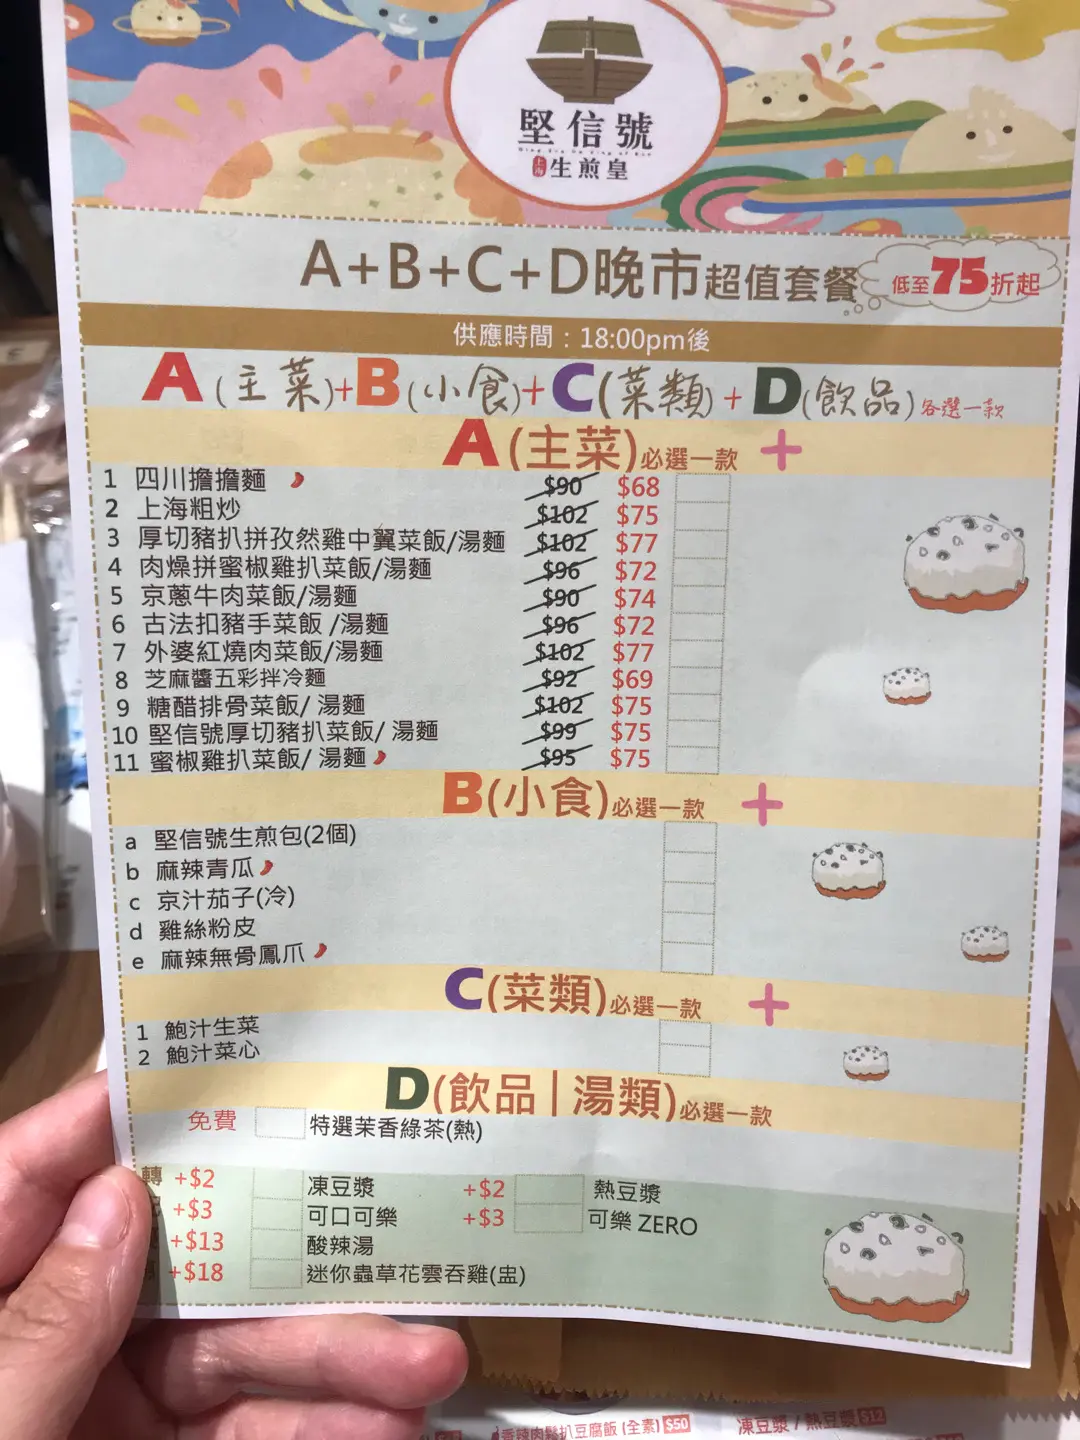 堅信號
上海 生煎皇
A+B+C+D晚市超值套餐 低至75折起
供應時間：18:00pm後
A(主菜)+B(小食)+C(菜類)+D(飲品)各選一款
A(主菜)必選一款 +
1 四川擔擔麵 $90 $68
2 上海粗炒 $102 $75
3 厚切豬扒拼孜然雞中翼菜飯/湯麵 $102 $77
4 肉燥拼蜜椒雞扒菜飯/湯麵 $96 $72
5 京蔥牛肉菜飯/湯麵 $90 $74
6 古法扣豬手菜飯 /湯麵 $96 $72
7 外婆紅燒肉菜飯/湯麵 $102 $77
8 芝麻醬五彩拌冷麵 $92 $69
9 糖醋排骨菜飯/ 湯麵 $102 $75
10 堅信號厚切豬扒菜飯/ 湯麵 $99 $75
11 蜜椒雞扒菜飯/ 湯麵 $95 $75
B(小食)必選一款 +
a 堅信號生煎包(2個)
b 麻辣青瓜
c 京汁茄子(冷)
d 雞絲粉皮
e 麻辣無骨鳳爪
C(菜類)必選一款 +
1 鮑汁生菜
2 鮑汁菜心
D(飲品|湯類)必選一款
免費 特選茉香綠茶(熱)
轉 +$2 凍豆漿 +$2 熱豆漿
+$3 可口可樂 +$3 可樂 ZERO
+$13 酸辣湯
+$18 迷你蟲草花雲吞雞(盅)
香辣肉鬆扒豆腐飯 (全素) $50 凍豆漿 / 熱豆漿 $12